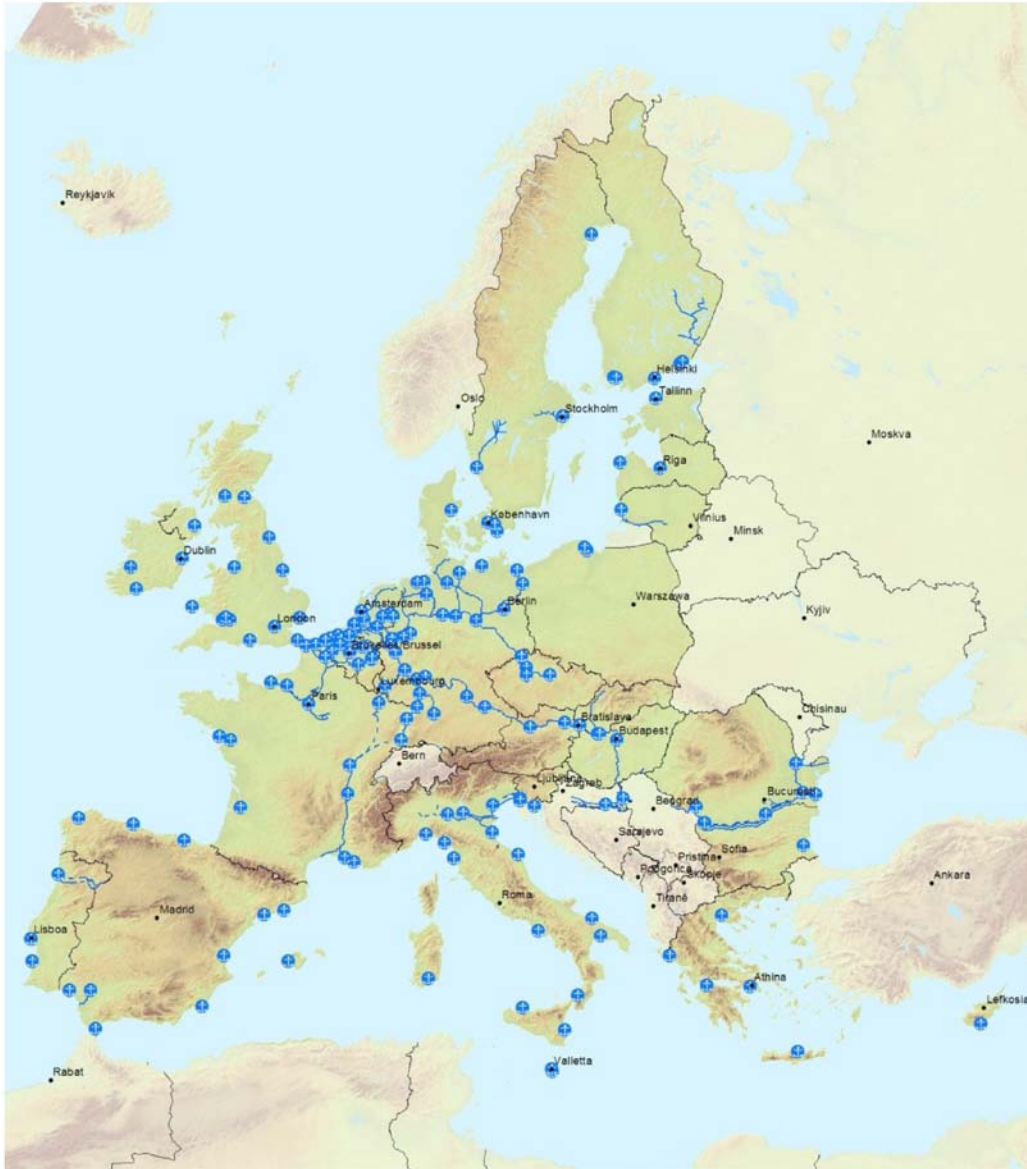 Reykjavik
Helsinki
Tallinn
Oslo
Stockholm
Moskva
Riga
København
Vilnius
Minsk
Dublin
Amsterdam
Berlin
Warszawa
London
Kyjiv
Bruxelles/Brussel
Luxembourg
Paris
Chisinau
Bratislava
Budapest
Bern
Ljubljana
Zagreb
Bucuresti
Beograd
Sarajevo
Sofia
Pristina
Podgorica
Skopje
Ankara
Roma
Tiranë
Madrid
Lisboa
Athina
Lefkosia
Valletta
Rabat